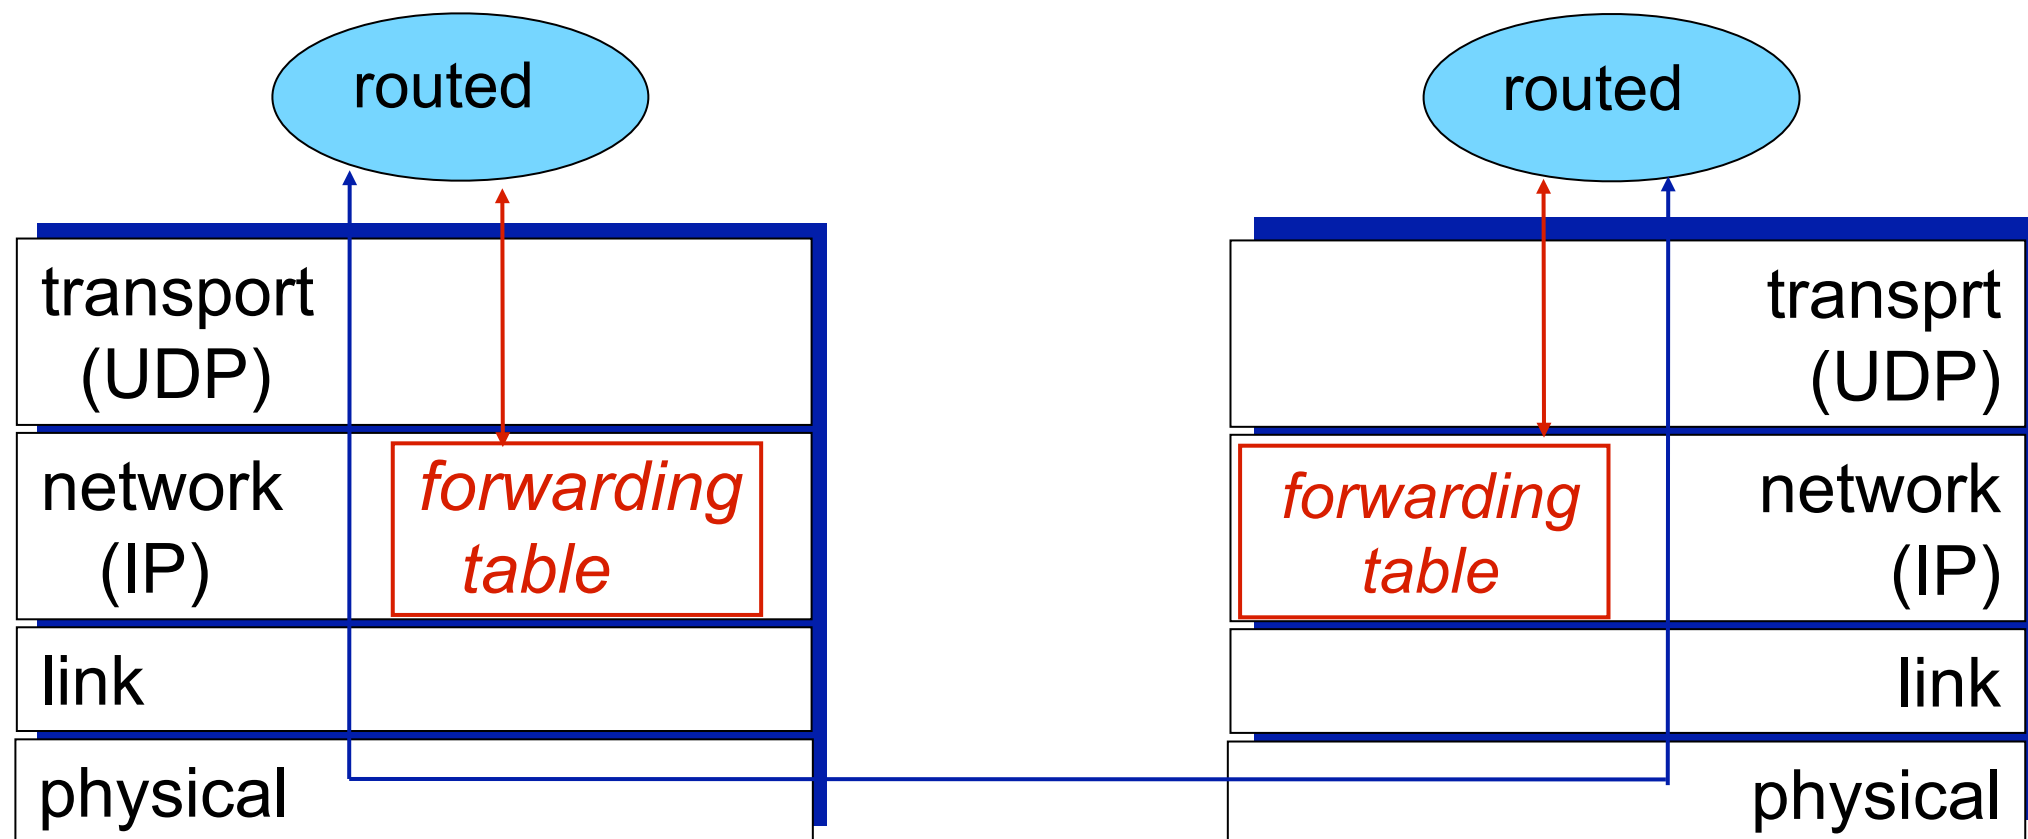 routed
transport
(UDP)
network
(IP)
forwarding
table
link
physical
routed
transprt
(UDP)
forwarding
table
network
(IP)
link
physical